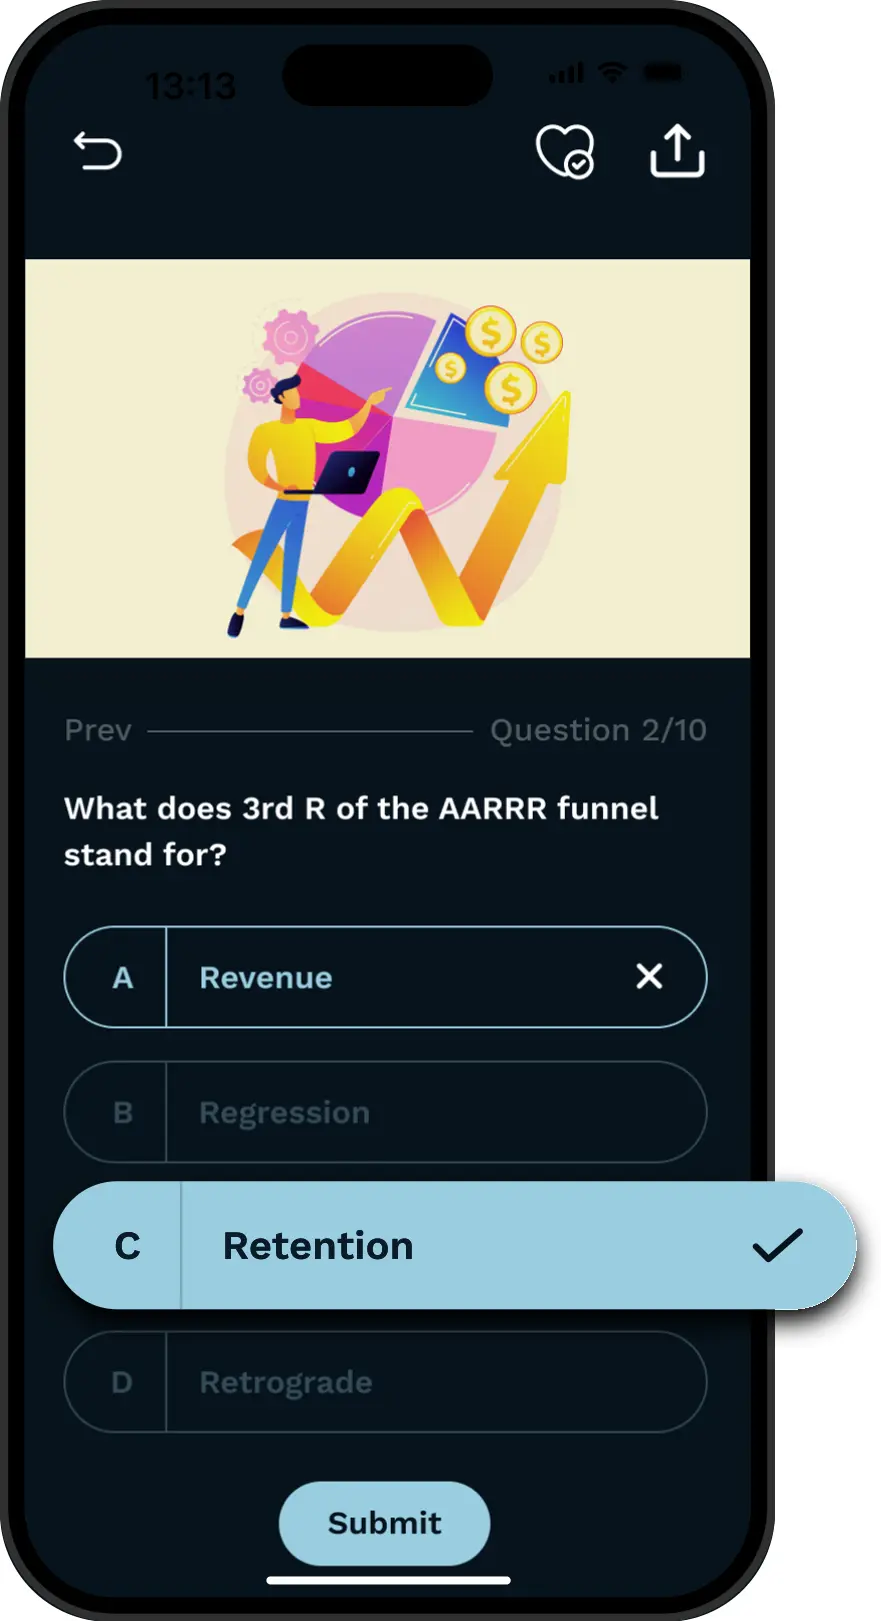 13:13
$ $
$ $
Prev Question 2/10
What does 3rd R of the AARRR funnel
stand for?
A Revenue
B Regression
C Retention
D Retrograde
Submit